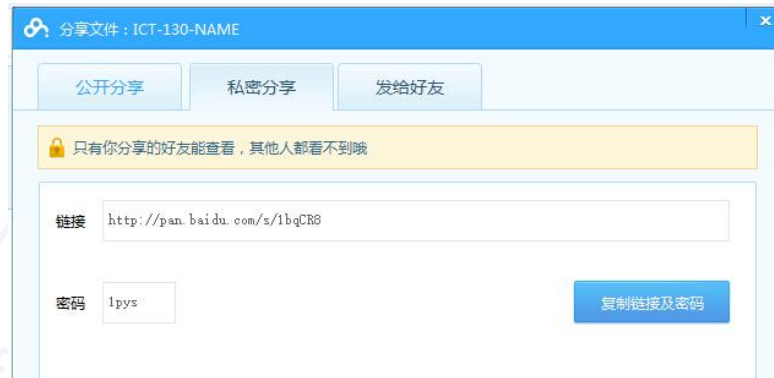 分享文件：ICT-130-NAME
x
公开分享 私密分享 发给好友
只有你分享的好友能查看，其他人都看不到哦
链接 http://pan.baidu.com/s/1bqCR8
密码 1pys 复制链接及密码